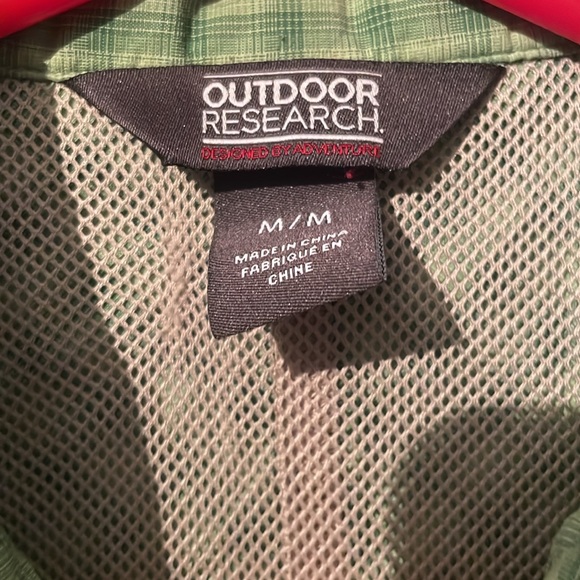 OUTDOOR
RESEARCH.
DESIGNED BY ADVENTURE
M/M
MADE IN CHINA
FABRIQUÉ EN
CHINE